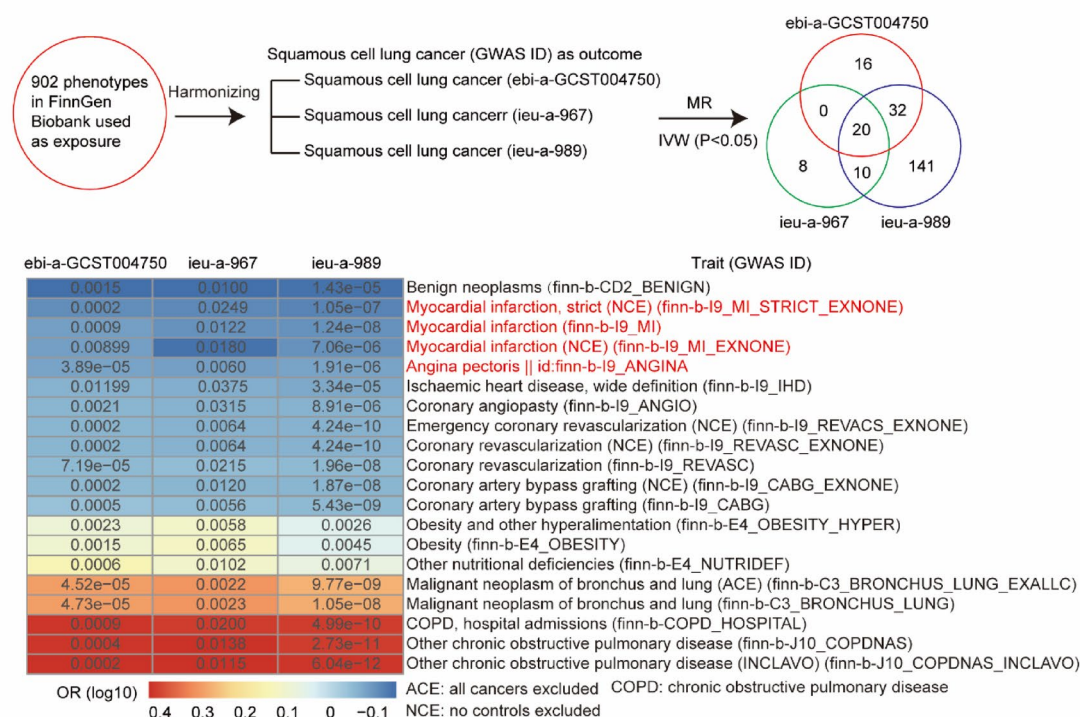 ebi-a-GCST004750
Squamous cell lung cancer (GWAS ID) as outcome
902 phenotypes
in FinnGen
Biobank used
as exposure
Harmonizing
Squamous cell lung cancer (ebi-a-GCST004750)
Squamous cell lung cancerr (ieu-a-967)
Squamous cell lung cancer (ieu-a-989)
MR
IVW (P<0.05)
16
0
32
20
8
10
141
ieu-a-967 ieu-a-989
ebi-a-GCST004750 ieu-a-967 ieu-a-989 Trait (GWAS ID)
0.0015 0.0100 1.43e-05 Benign neoplasms (finn-b-CD2_BENIGN)
0.0002 0.0249 1.05e-07 Myocardial infarction, strict (NCE) (finn-b-I9_MI_STRICT_EXNONE)
0.0009 0.0122 1.24e-08 Myocardial infarction (finn-b-I9_MI)
0.00899 0.0180 7.06e-06 Myocardial infarction (NCE) (finn-b-I9_MI_EXNONE)
3.89e-05 0.0060 1.91e-06 Angina pectoris || id:finn-b-I9_ANGINA
0.01199 0.0375 3.34e-05 Ischaemic heart disease, wide definition (finn-b-I9_IHD)
0.0021 0.0315 8.91e-06 Coronary angiopasty (finn-b-I9_ANGIO)
0.0002 0.0064 4.24e-10 Emergency coronary revascularization (NCE) (finn-b-I9_REVACS_EXNONE)
0.0002 0.0064 4.24e-10 Coronary revascularization (NCE) (finn-b-I9_REVASC_EXNONE)
7.19e-05 0.0215 1.96e-08 Coronary revascularization (finn-b-I9_REVASC)
0.0002 0.0120 1.87e-08 Coronary artery bypass grafting (NCE) (finn-b-I9_CABG_EXNONE)
0.0005 0.0056 5.43e-09 Coronary artery bypass grafting (finn-b-I9_CABG)
0.0023 0.0058 0.0026 Obesity and other hyperalimentation (finn-b-E4_OBESITY_HYPER)
0.0015 0.0065 0.0045 Obesity (finn-b-E4_OBESITY)
0.0006 0.0102 0.0071 Other nutritional deficiencies (finn-b-E4_NUTRIDEF)
4.52e-05 0.0022 9.77e-09 Malignant neoplasm of bronchus and lung (ACE) (finn-b-C3_BRONCHUS_LUNG_EXALLC)
4.73e-05 0.0023 1.05e-08 Malignant neoplasm of bronchus and lung (finn-b-C3_BRONCHUS_LUNG)
0.0009 0.0200 4.99e-10 COPD, hospital admissions (finn-b-COPD_HOSPITAL)
0.0004 0.0138 2.73e-11 Other chronic obstructive pulmonary disease (finn-b-J10_COPDNAS)
0.0002 0.0115 6.04e-12 Other chronic obstructive pulmonary disease (INCLAVO) (finn-b-J10_COPDNAS_INCLAVO)
OR (log10) ACE: all cancers excluded COPD: chronic obstructive pulmonary disease
0.4 0.3 0.2 0.1 0 −0.1 NCE: no controls excluded